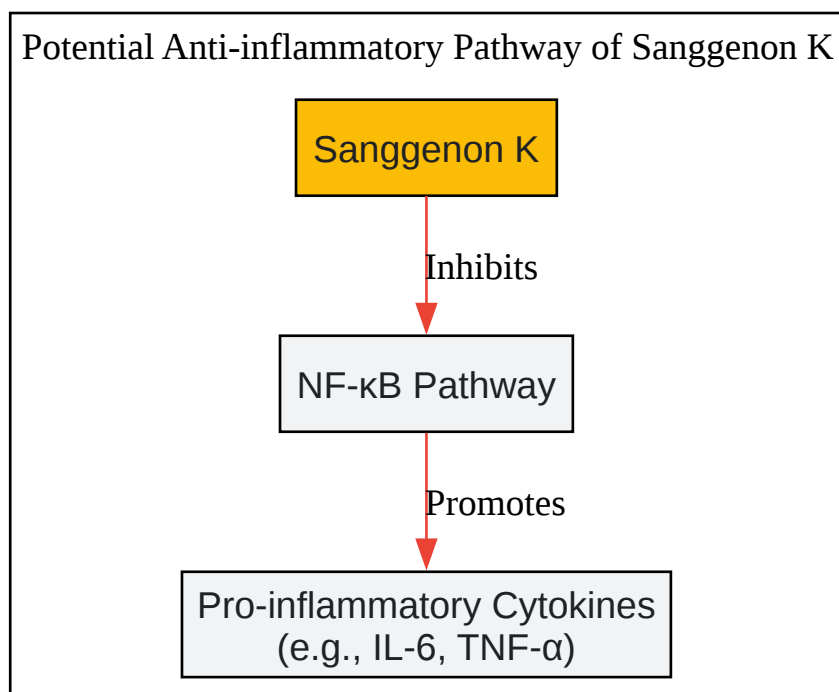 Potential Anti-inflammatory Pathway of Sanggenon K
Sanggenon K
Inhibits
NF-κB Pathway
Promotes
Pro-inflammatory Cytokines
(e.g., IL-6, TNF-α)